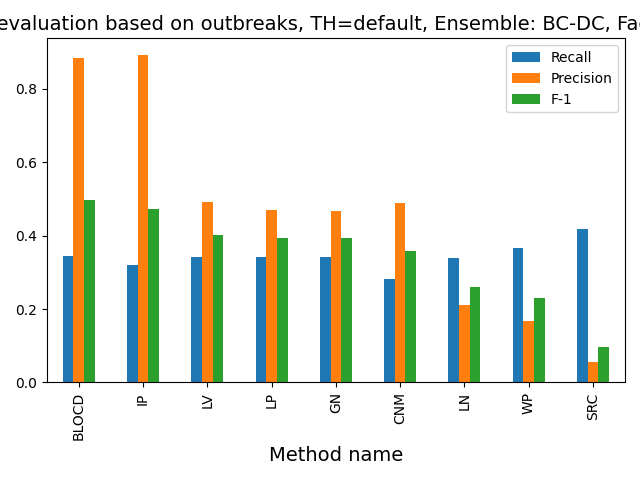 evaluation based on outbreaks, TH=default, Ensemble: BC-DC,
Recall
Precision
F-1
0.8
0.6
0.4
0.2
0.0
BLOCD
IP
LV
LP
GN
CNM
LN
WP
SRC
Method name